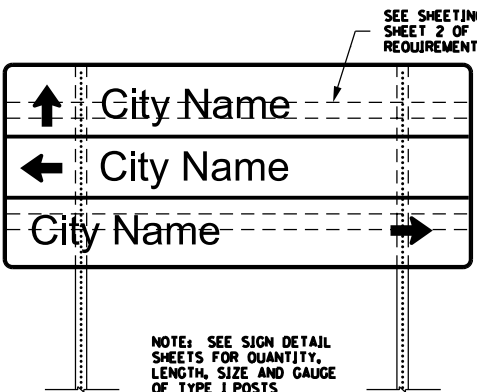 SEE SHEETING
SHEET 2 OF
REQUIREMENT
City Name
City Name
City Name
NOTE: SEE SIGN DETAIL
SHEETS FOR QUANTITY,
LENGTH, SIZE AND GAUGE
OF TYPE 1 POSTS